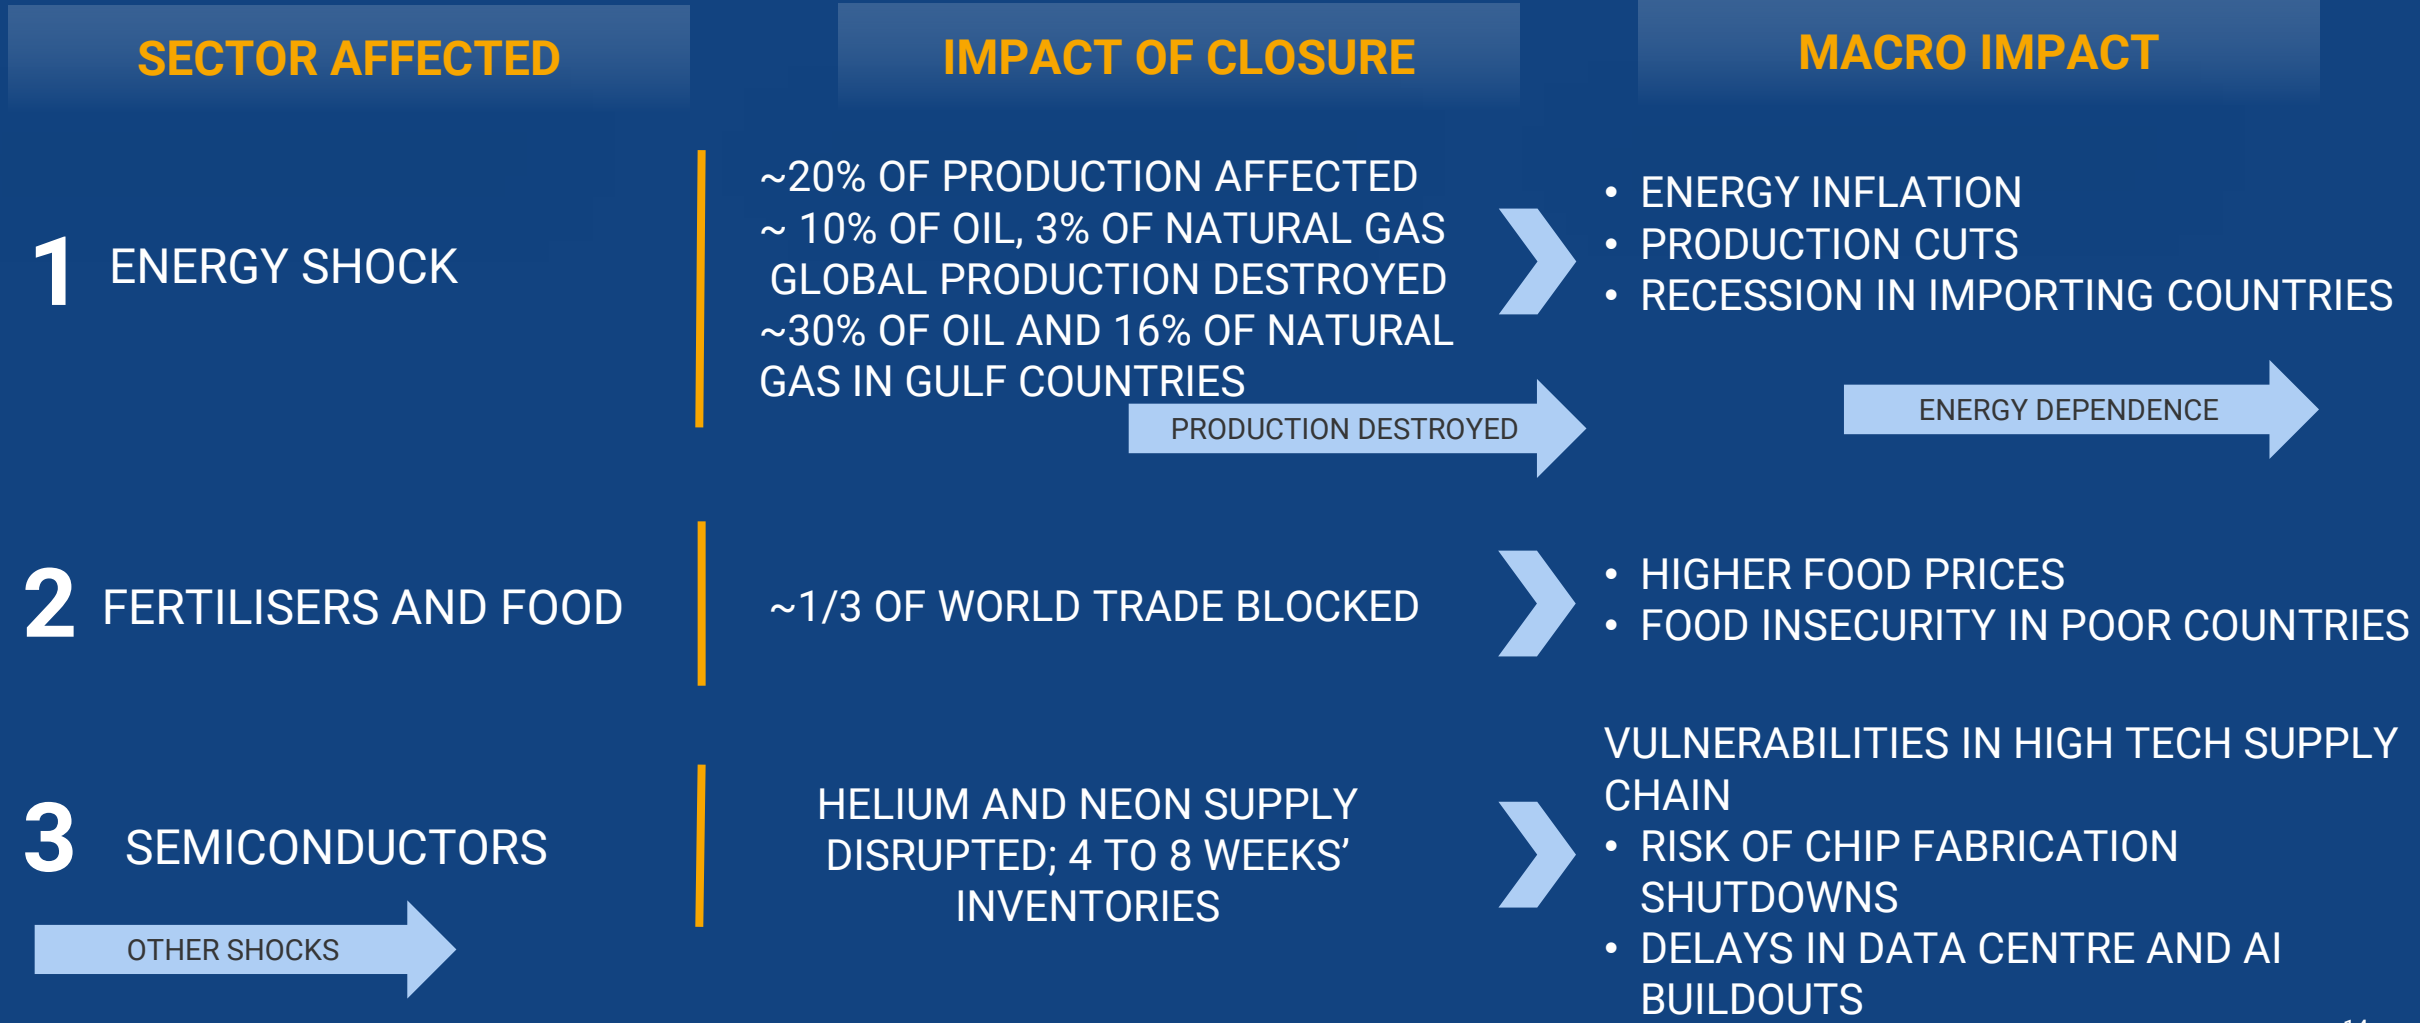 SECTOR AFFECTED
IMPACT OF CLOSURE
MACRO IMPACT
1 ENERGY SHOCK
~20% OF PRODUCTION AFFECTED
~ 10% OF OIL, 3% OF NATURAL GAS
GLOBAL PRODUCTION DESTROYED
~30% OF OIL AND 16% OF NATURAL
GAS IN GULF COUNTRIES
PRODUCTION DESTROYED
• ENERGY INFLATION
• PRODUCTION CUTS
• RECESSION IN IMPORTING COUNTRIES
ENERGY DEPENDENCE
2 FERTILISERS AND FOOD
~1/3 OF WORLD TRADE BLOCKED
• HIGHER FOOD PRICES
• FOOD INSECURITY IN POOR COUNTRIES
3 SEMICONDUCTORS
OTHER SHOCKS
HELIUM AND NEON SUPPLY
DISRUPTED; 4 TO 8 WEEKS’
INVENTORIES
VULNERABILITIES IN HIGH TECH SUPPLY
CHAIN
• RISK OF CHIP FABRICATION
SHUTDOWNS
• DELAYS IN DATA CENTRE AND AI
BUILDOUTS